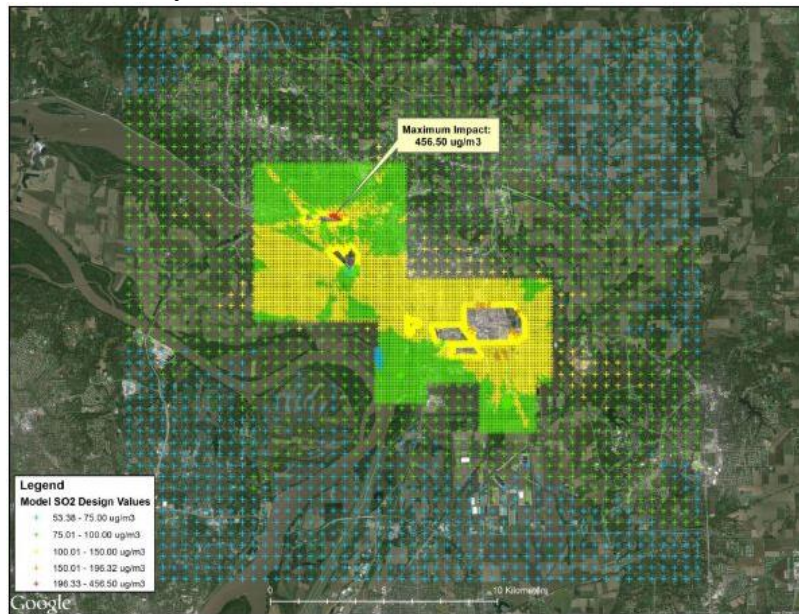 Maximum Impact:
456.50 ug/m3
Legend
Model SO2 Design Values
53.38 - 75.00 ug/m3
75.01 - 100.00 ug/m3
100.01 - 150.00 ug/m3
150.01 - 196.32 ug/m3
196.33 - 456.50 ug/m3
0 5 10 Kilometers
Google